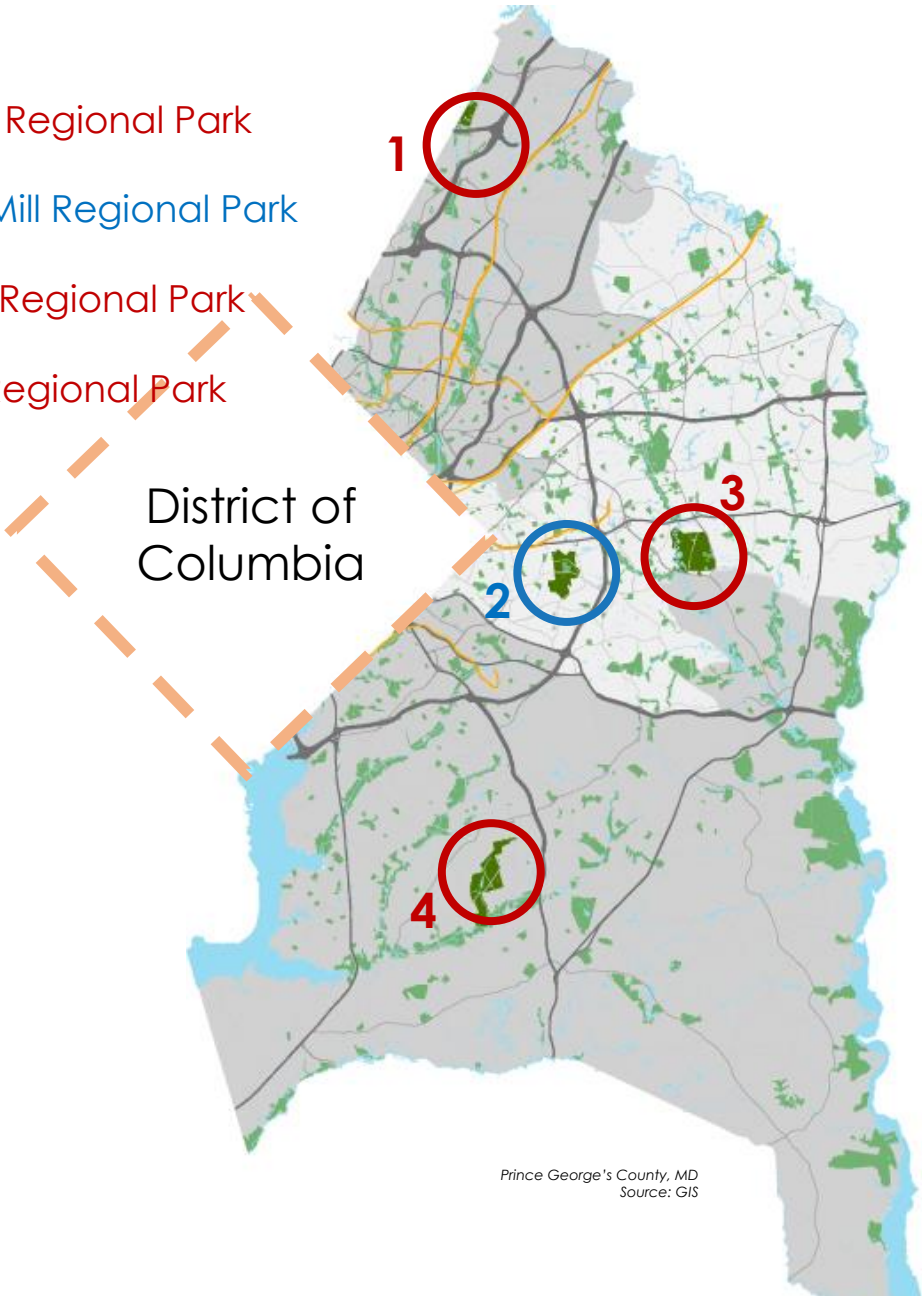 Regional Park
1
Mill Regional Park
Regional Park
Regional Park
District of
Columbia
3
2
4
Prince George's County, MD
Source: GIS